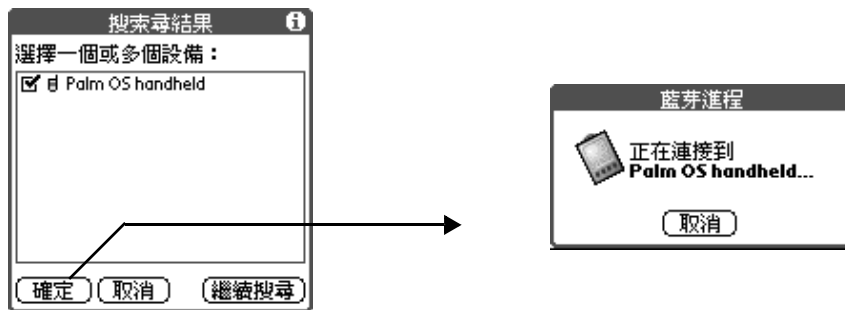 搜索尋結果
選擇一個或多個設備：
Palm OS handheld
確定 取消 繼續搜尋
藍芽進程
正在連接到
Palm OS handheld...
取消